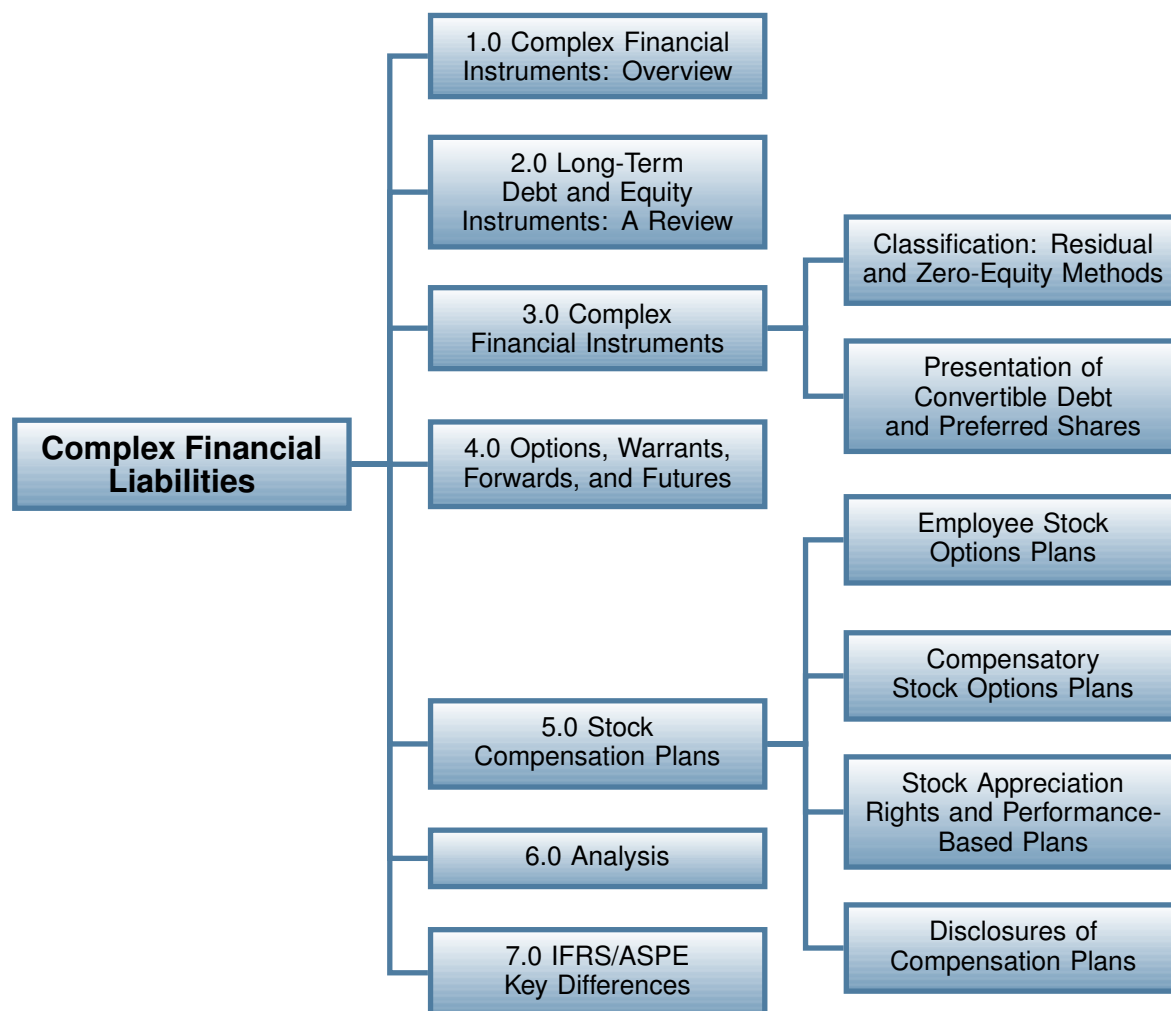 Complex Financial
Liabilities
1.0 Complex Financial
Instruments: Overview
2.0 Long-Term
Debt and Equity
Instruments: A Review
3.0 Complex
Financial Instruments
Classification: Residual
and Zero-Equity Methods
Presentation of
Convertible Debt
and Preferred Shares
4.0 Options, Warrants,
Forwards, and Futures
5.0 Stock
Compensation Plans
Employee Stock
Options Plans
Compensatory
Stock Options Plans
Stock Appreciation
Rights and Performance-
Based Plans
Disclosures of
Compensation Plans
6.0 Analysis
7.0 IFRS/ASPE
Key Differences